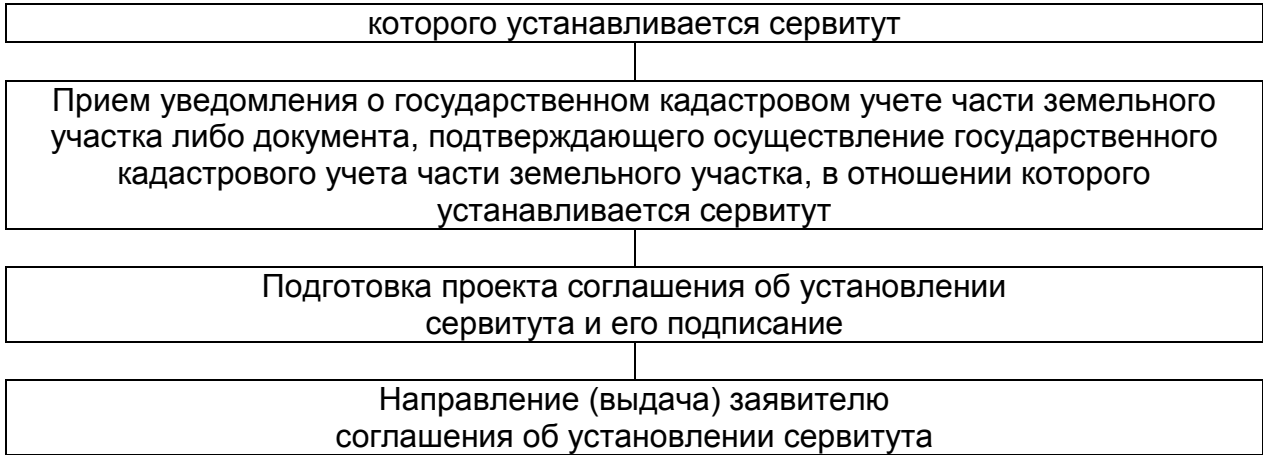 которого устанавливается сервитут
Прием уведомления о государственном кадастровом учете части земельного
участка либо документа, подтверждающего осуществление государственного
кадастрового учета части земельного участка, в отношении которого
устанавливается сервитут
Подготовка проекта соглашения об установлении
сервитута и его подписание
Направление (выдача) заявителю
соглашения об установлении сервитута